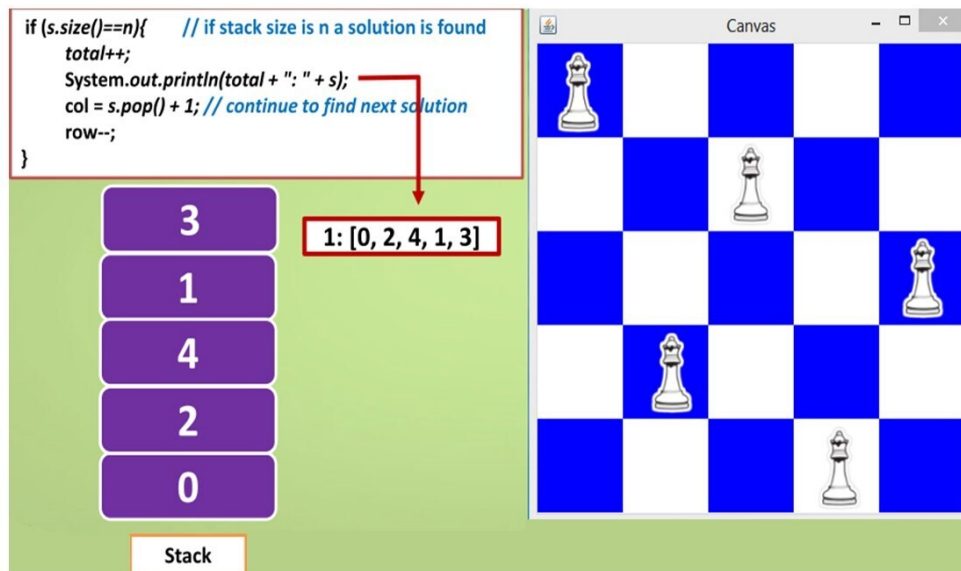 if (s.size()==n){ // if stack size is n a solution is found
total++;
System.out.println(total + ": " + s);
col = s.pop() + 1; // continue to find next solution
row--;
}
Canvas
3
1: [0, 2, 4, 1, 3]
1
4
2
0
Stack